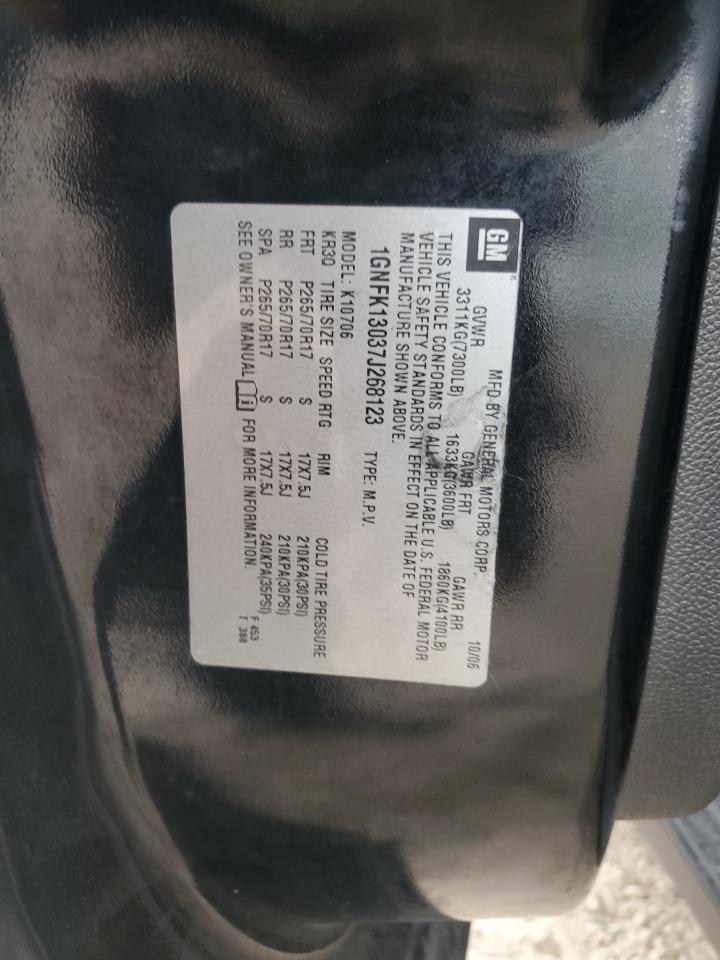 GM
MFD BY GENERAL MOTORS CORP. 10/06
GVWR GAWR FRT GAWR RR
3311KG(7300LB) 1633KG(3600LB) 1860KG(4100LB)
THIS VEHICLE CONFORMS TO ALL APPLICABLE U.S. FEDERAL MOTOR
VEHICLE SAFETY STANDARDS IN EFFECT ON THE DATE OF
MANUFACTURE SHOWN ABOVE.
1GNFK13037J268123 TYPE: M.P.V.
MODEL: K10706
KR3Q TIRE SIZE SPEED RTG RIM COLD TIRE PRESSURE
FRT P265/70R17 S 17X7.5J 210KPA(30PSI)
RR P265/70R17 S 17X7.5J 210KPA(30PSI)
SPA P265/70R17 S 17X7.5J 240KPA(35PSI)
SEE OWNER'S MANUAL i FOR MORE INFORMATION.
F 453
T 380